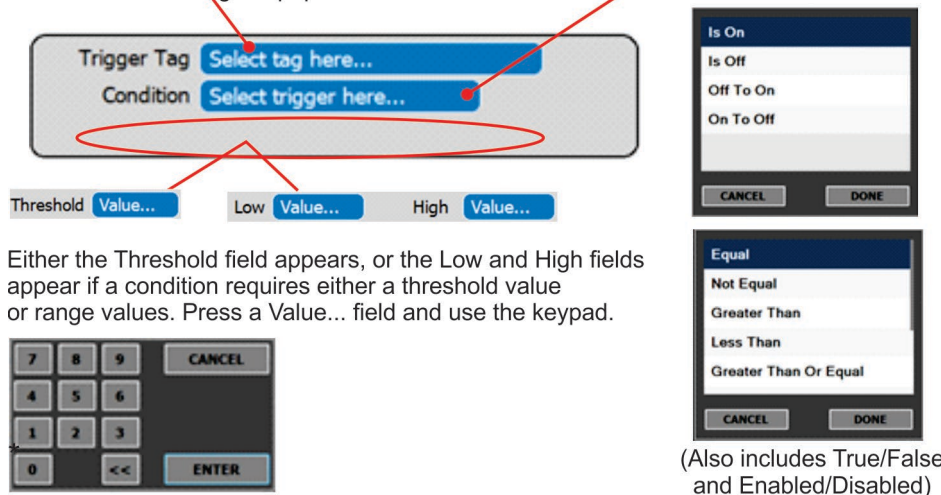 Trigger Tag Select tag here...
Condition Select trigger here...
Threshold Value...
Low Value... High Value...
Either the Threshold field appears, or the Low and High fields
appear if a condition requires either a threshold value
or range values. Press a Value... field and use the keypad.
7 8 9 CANCEL
4 5 6
1 2 3
*
0 << ENTER
Is On
Is Off
Off To On
On To Off
CANCEL DONE
Equal
Not Equal
Greater Than
Less Than
Greater Than Or Equal
CANCEL DONE
(Also includes True/False
and Enabled/Disabled)